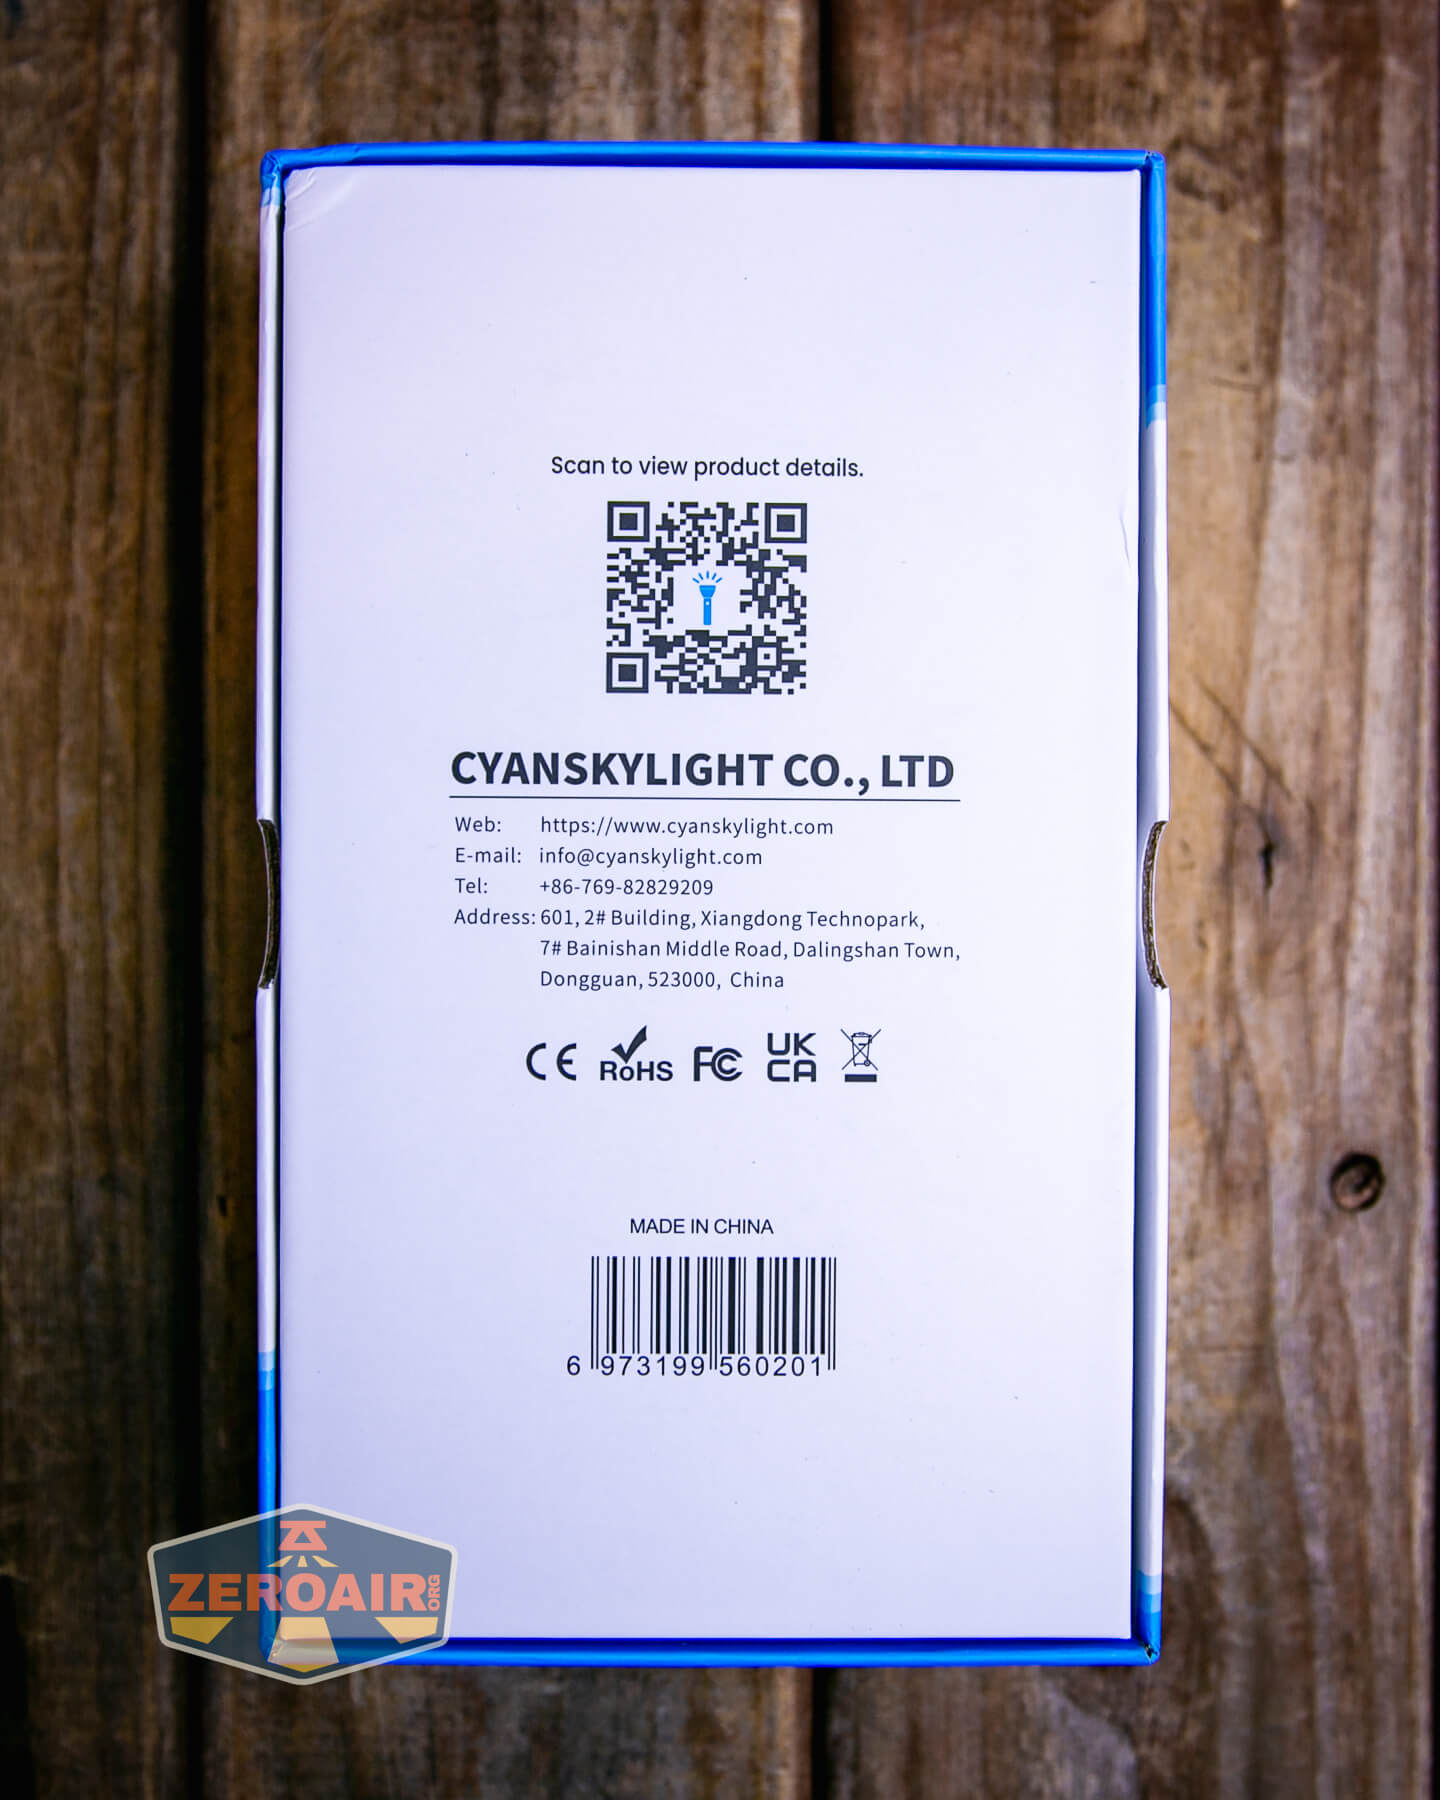 Scan to view product details.
CYANSKYLIGHT CO., LTD
Web: https://www.cyanskylight.com
E-mail: info@cyanskylight.com
Tel: +86-769-82829209
Address: 601, 2# Building, Xiangdong Technopark,
7# Bainishan Middle Road, Dalingshan Town,
Dongguan, 523000, China
CE RoHS FC UK CA
MADE IN CHINA
6 973199 560201
ZEROAIR.ORG